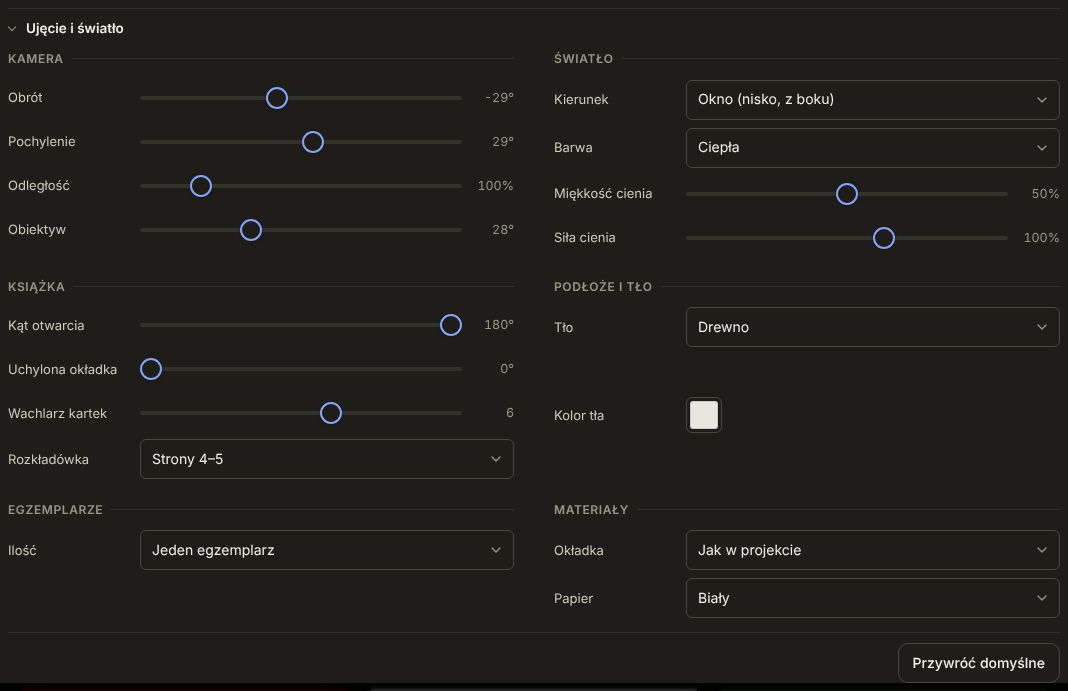 Ujęcie i światło
KAMERA
Obrót -29°
Pochylenie 29°
Odległość 100%
Obiektyw 28°
KSIĄŻKA
Kąt otwarcia 180°
Uchylona okładka 0°
Wachlarz kartek 6
Rozkładówka Strony 4–5
EGZEMPLARZE
Ilość Jeden egzemplarz
ŚWIATŁO
Kierunek Okno (nisko, z boku)
Barwa Ciepła
Miękkość cienia 50%
Siła cienia 100%
PODŁOŻE I TŁO
Tło Drewno
Kolor tła
MATERIAŁY
Okładka Jak w projekcie
Papier Biały
Przywróć domyślne